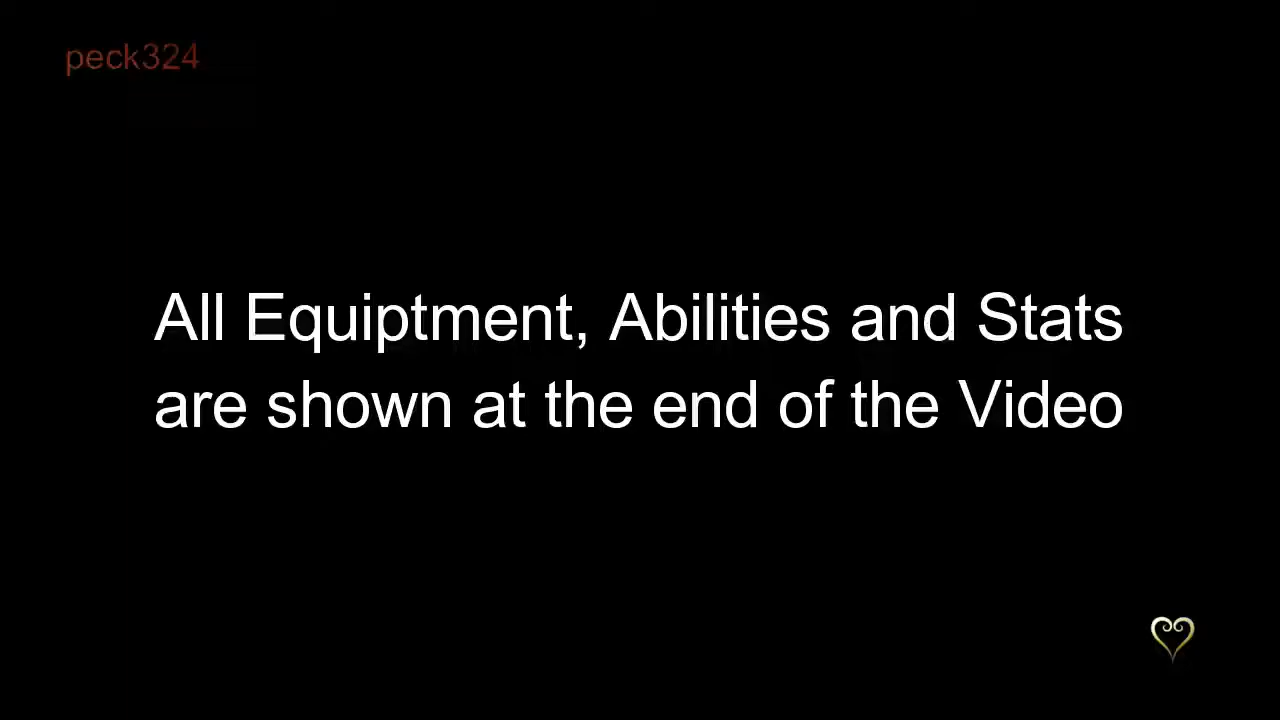 peck324
All Equiptment, Abilities and Stats
are shown at the end of the Video